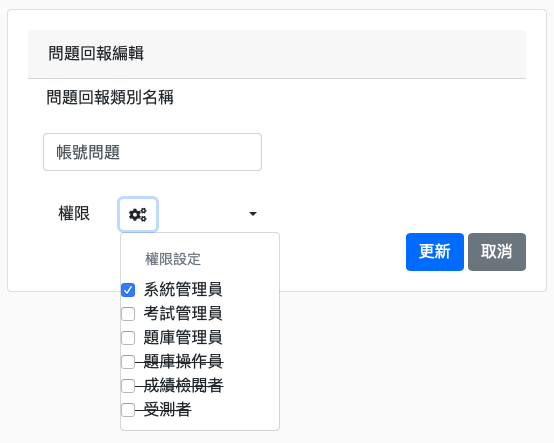 問題回報編輯
問題回報類別名稱
帳號問題
權限
更新 取消
權限設定
系統管理員
考試管理員
題庫管理員
題庫操作員
成績檢閱者
受測者